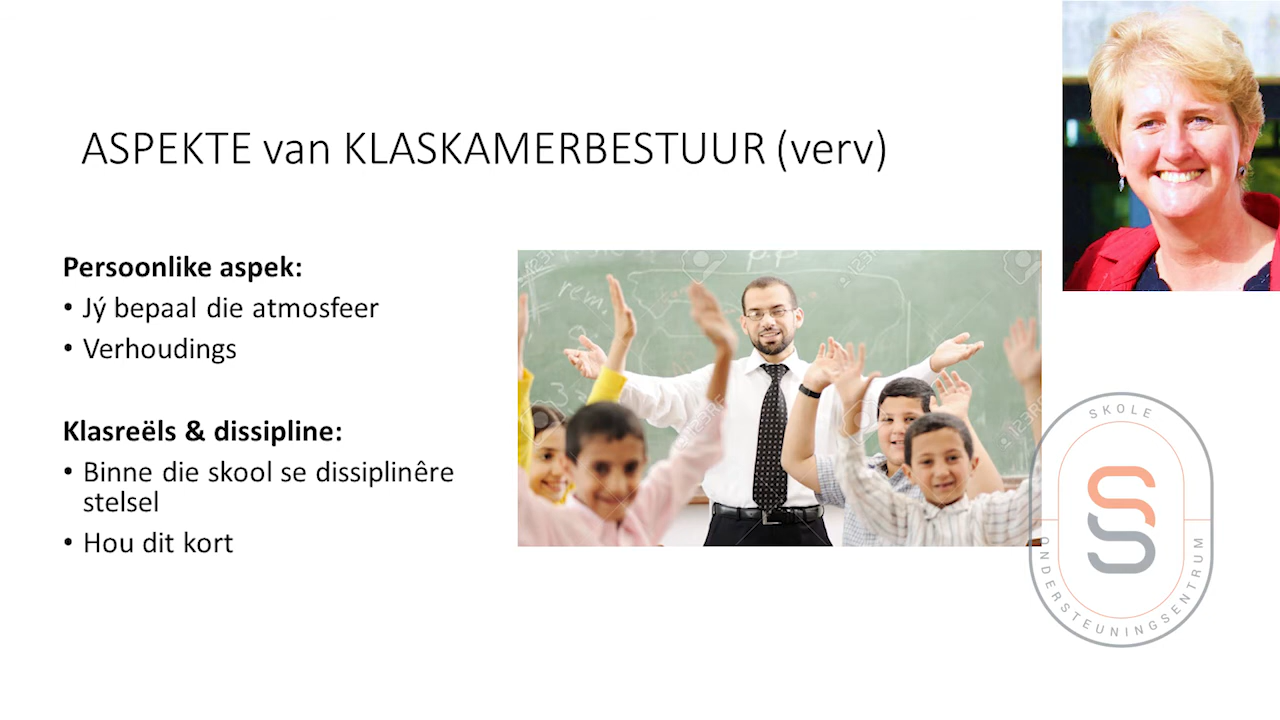 ASPEKTE van KLASKAMERBESTUUR (verv)
Persoonlike aspek:
• Jý bepaal die atmosfeer
• Verhoudings
Klasreëls & dissipline:
• Binne die skool se dissiplinêre
stelsel
• Hou dit kort
SKOLE
ONDERSTEUNINGSENTRUM